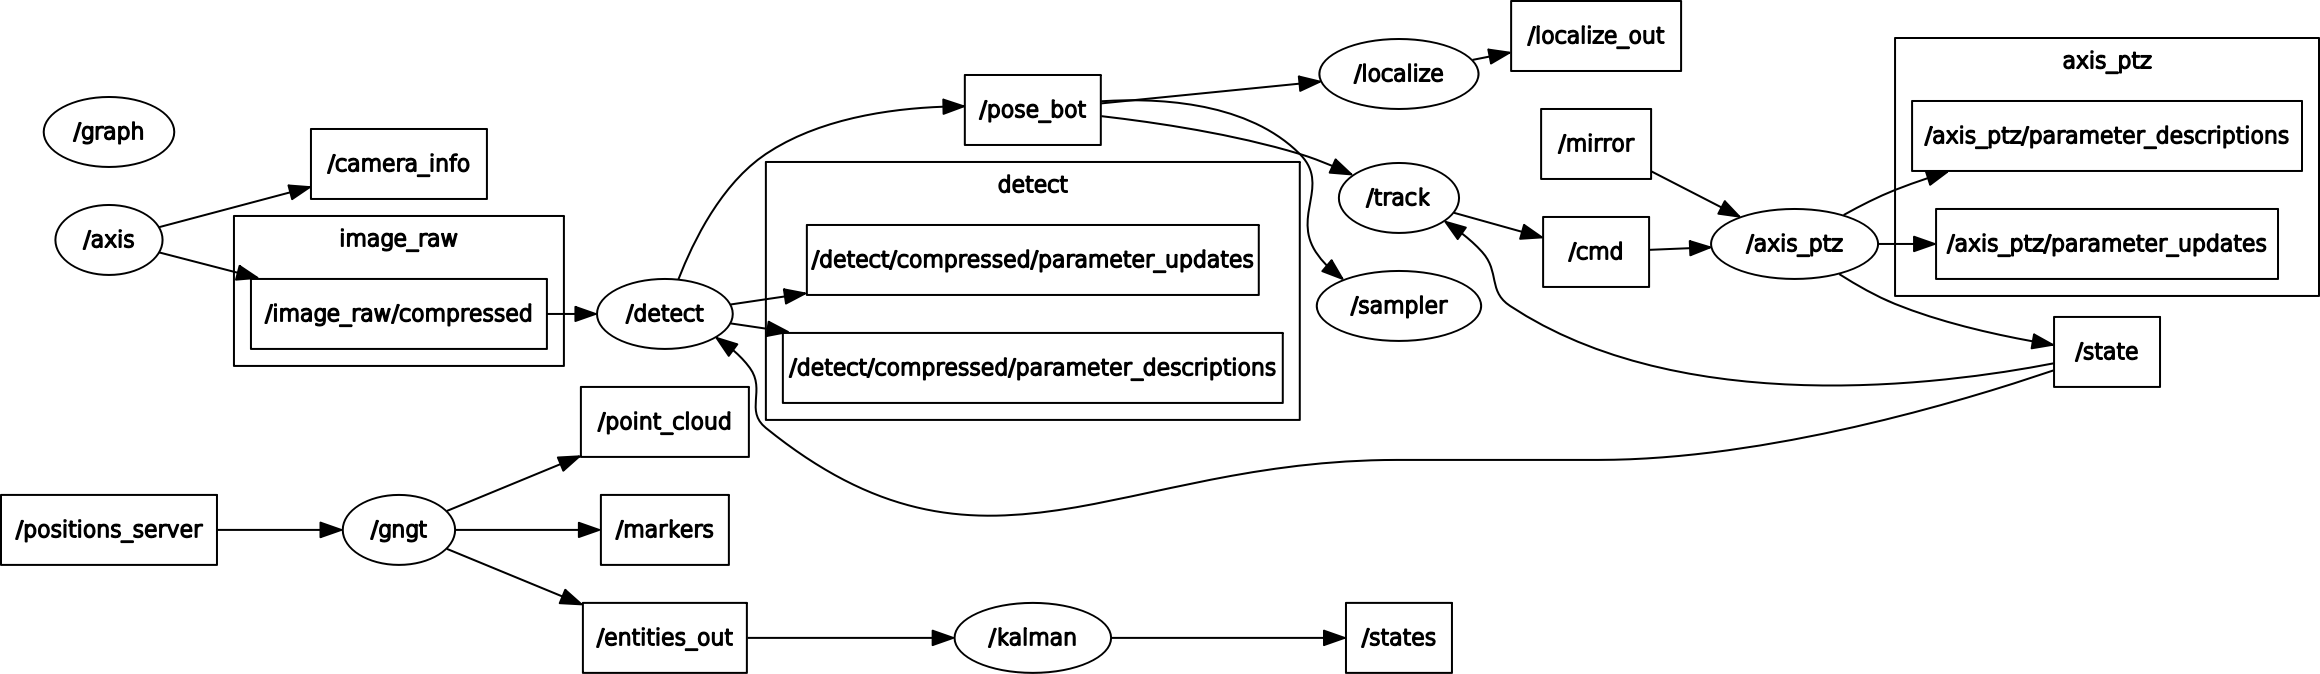 /graph
/axis
/camera_info
image_raw
/image_raw/compressed
/detect
/pose_bot
detect
/detect/compressed/parameter_updates
/detect/compressed/parameter_descriptions
/localize
/localize_out
/track
/sampler
/mirror
/cmd
/axis_ptz
axis_ptz
/axis_ptz/parameter_descriptions
/axis_ptz/parameter_updates
/state
/positions_server
/gngt
/point_cloud
/markers
/entities_out
/kalman
/states